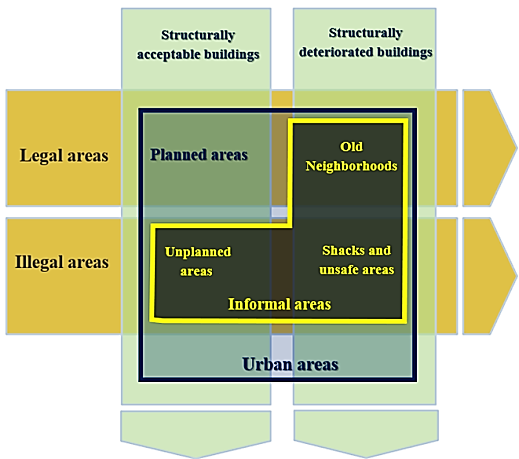 Structurally
acceptable buildings
Structurally
deteriorated buildings
Legal areas
Planned areas
Old
Neighborhoods
Illegal areas
Unplanned
areas
Shacks and
unsafe areas
Informal areas
Urban areas